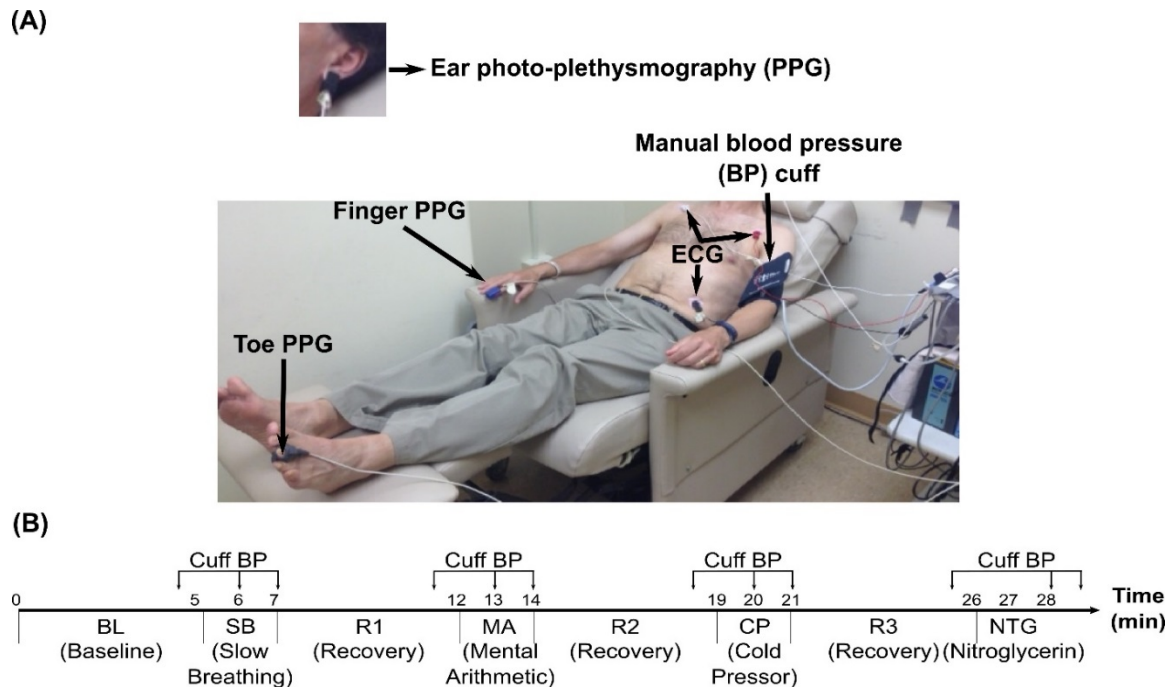 (A)
Ear photo-plethysmography (PPG)
Manual blood pressure
(BP) cuff
Finger PPG
ECG
Toe PPG
(B)
Cuff BP Cuff BP Cuff BP Cuff BP
0 5 6 7 12 13 14 19 20 21 26 27 28 Time
(min)
BL SB R1 MA R2 CP R3 NTG
(Baseline) (Slow (Recovery) (Mental (Recovery) (Cold (Recovery) (Nitroglycerin)
Breathing) Arithmetic) Pressor)